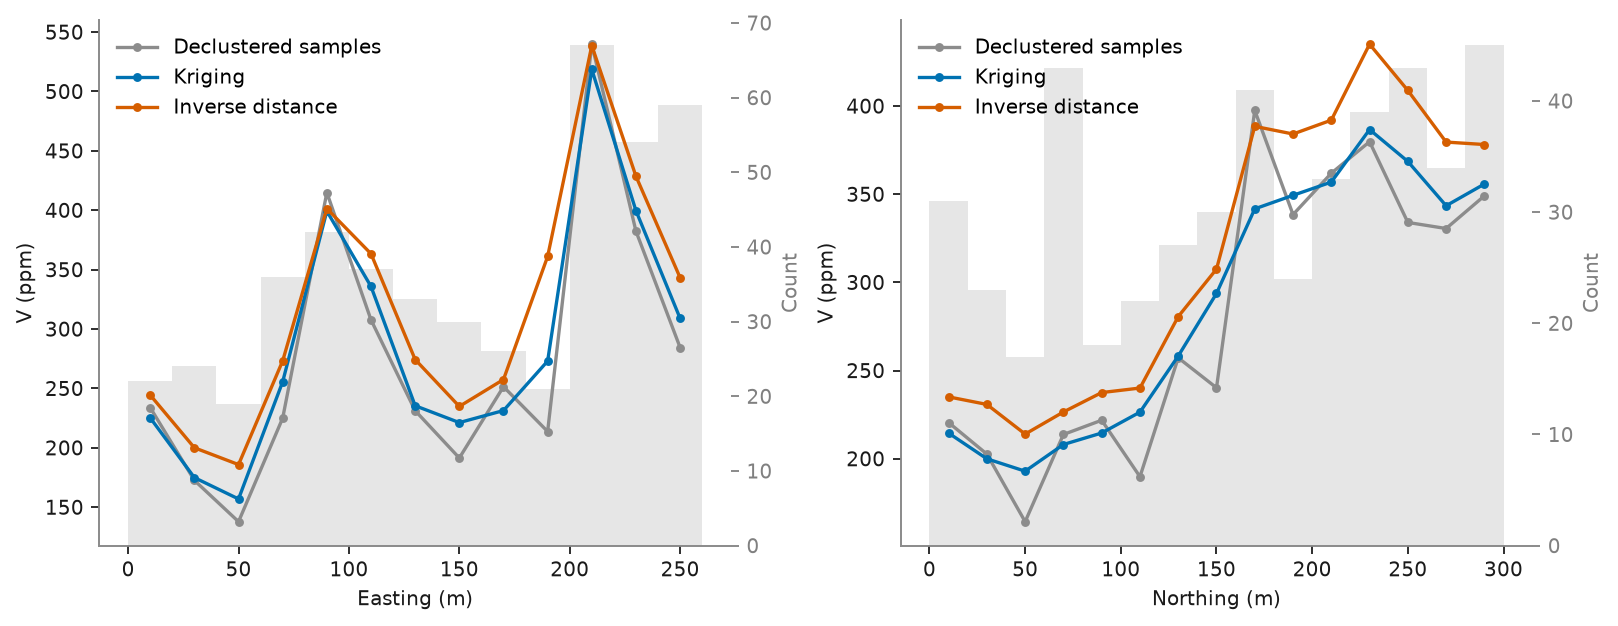 550
500
450
400
350
300
250
200
150
V (ppm)
Declustered samples
Kriging
Inverse distance
70
60
50
40
30
20
10
0
Count
0 50 100 150 200 250
Easting (m)
400
350
300
250
200
V (ppm)
Declustered samples
Kriging
Inverse distance
40
30
20
10
0
Count
0 50 100 150 200 250 300
Northing (m)